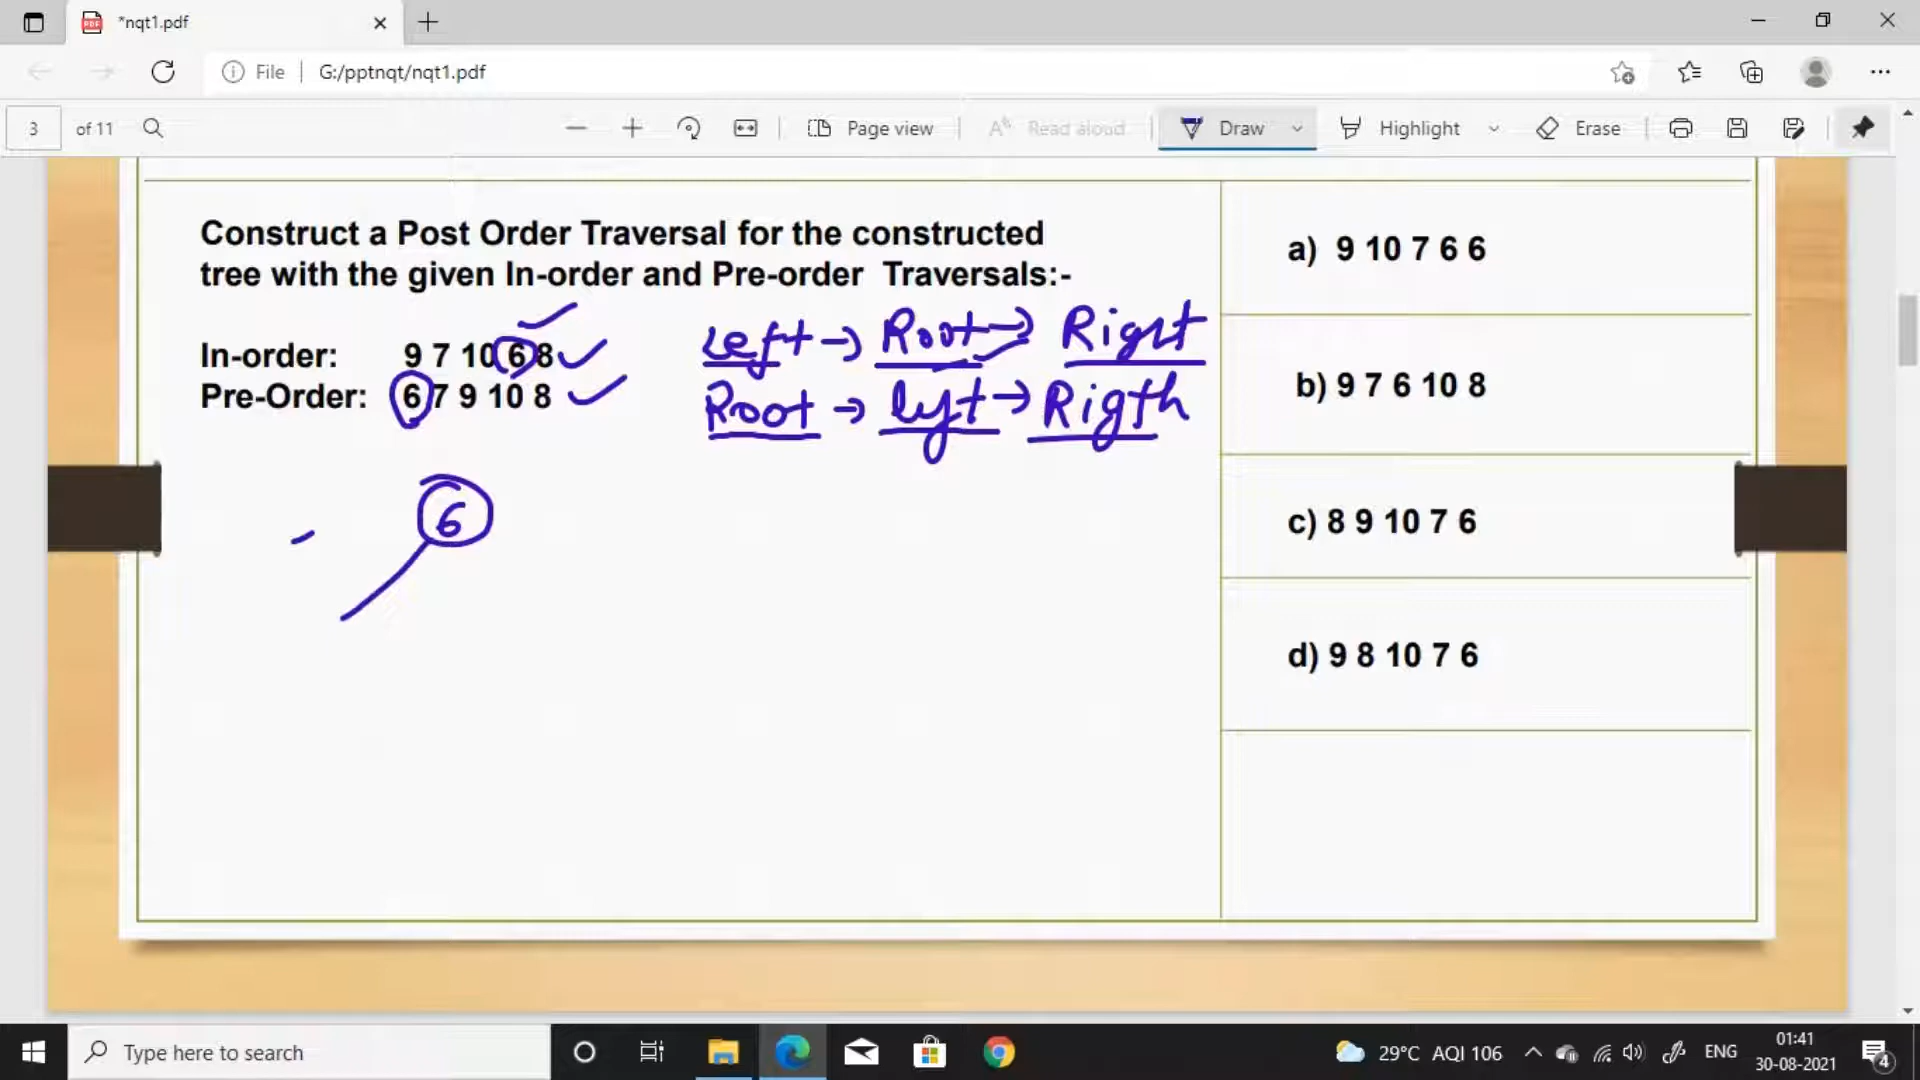 *nqt1.pdf
File G:/pptnqt/nqt1.pdf
3 of 11 Page view Read aloud Draw Highlight Erase
Construct a Post Order Traversal for the constructed
tree with the given In-order and Pre-order Traversals:-
In-order: 9 7 10 6 8
Left → Root → Right
Pre-Order: 6 7 9 10 8
Root → left → Rigth
6
a) 9 10 7 6 6
b) 9 7 6 10 8
c) 8 9 10 7 6
d) 9 8 10 7 6
Type here to search
29°C AQI 106
ENG
01:41
30-08-2021
4